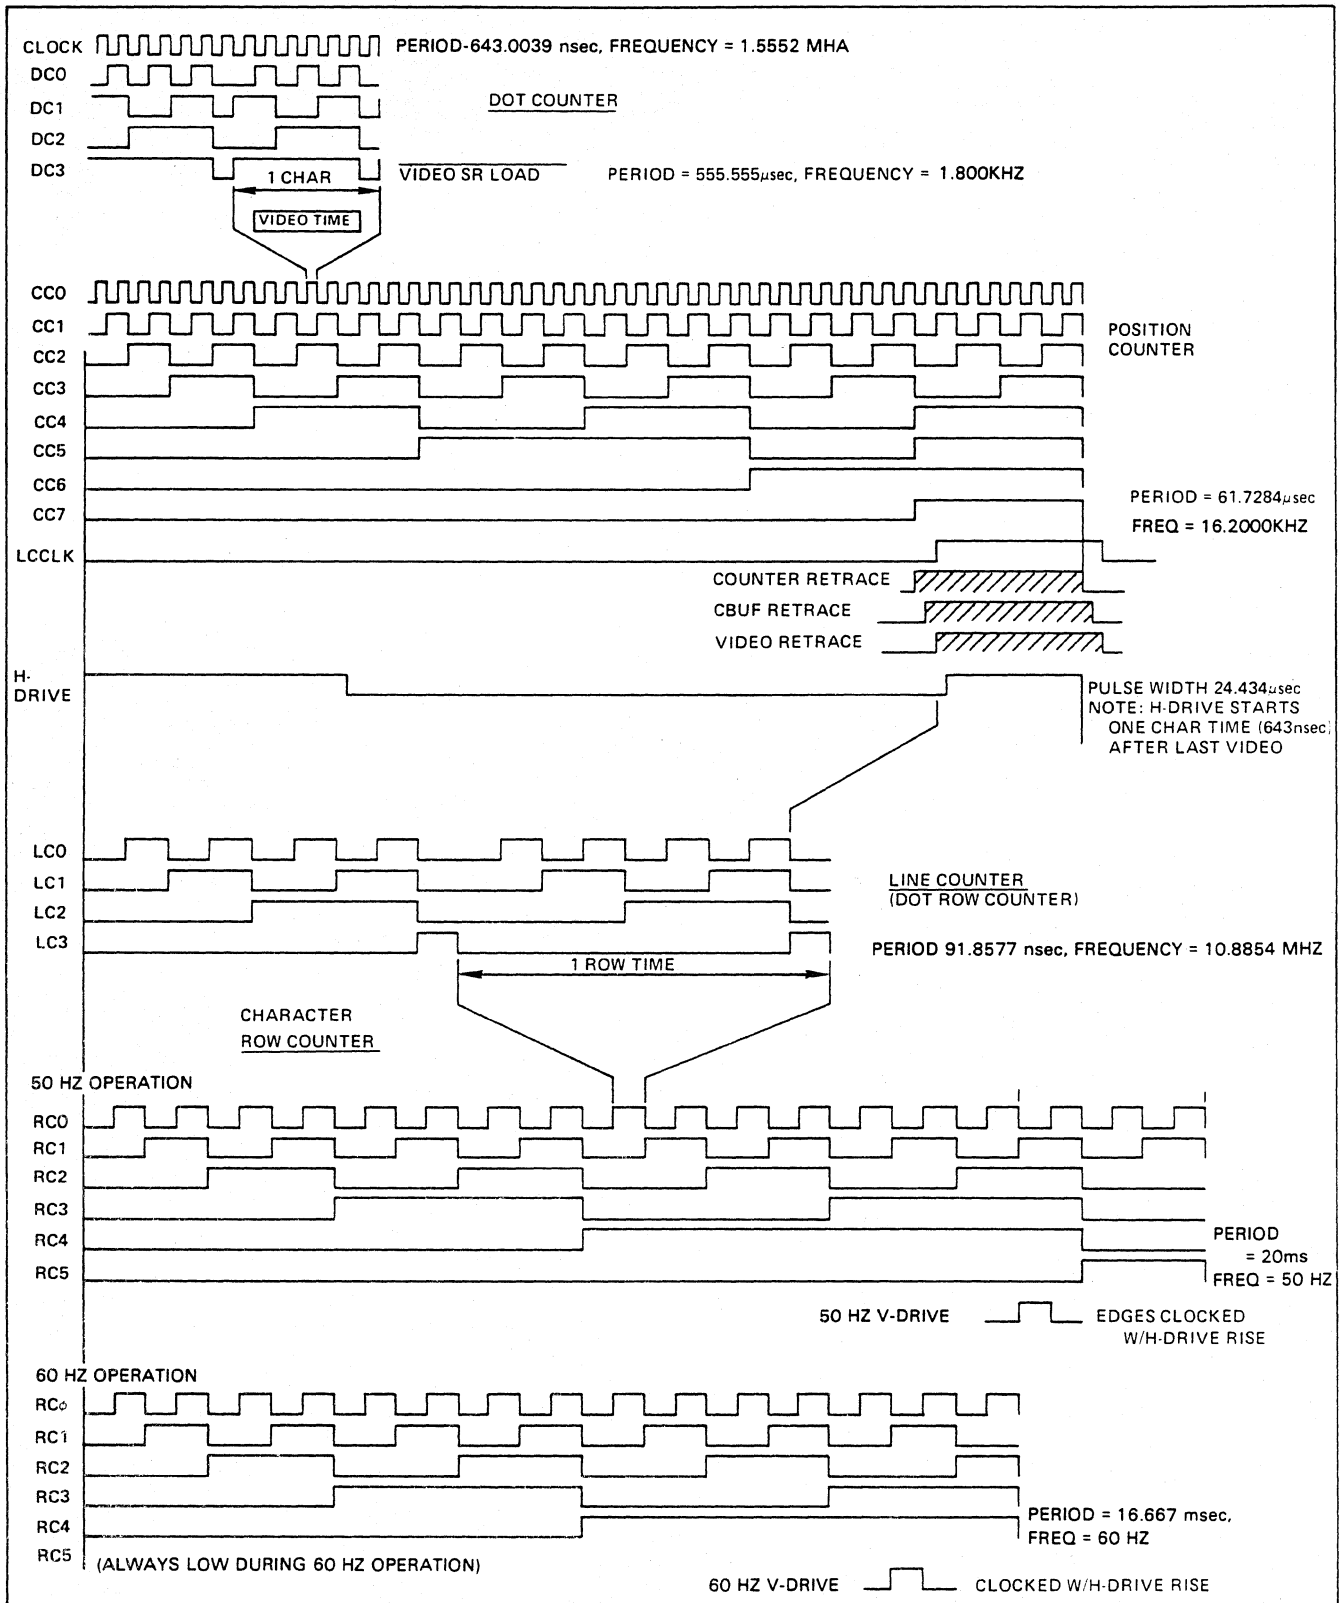 CLOCK PERIOD-643.0039 nsec, FREQUENCY = 1.5552 MHA
DC0
DC1 DOT COUNTER
DC2
DC3 1 CHAR VIDEO SR LOAD PERIOD = 555.555µsec, FREQUENCY = 1.800KHZ
VIDEO TIME
CC0
CC1 POSITION
COUNTER
CC2
CC3
CC4
CC5
CC6
CC7 PERIOD = 61.7284µsec
FREQ = 16.2000KHZ
LCCLK
COUNTER RETRACE
CBUF RETRACE
VIDEO RETRACE
H-
DRIVE
PULSE WIDTH 24.434µsec
NOTE: H-DRIVE STARTS
ONE CHAR TIME (643nsec)
AFTER LAST VIDEO
LC0
LC1 LINE COUNTER
(DOT ROW COUNTER)
LC2
LC3 PERIOD 91.8577 nsec, FREQUENCY = 10.8854 MHZ
1 ROW TIME
CHARACTER
ROW COUNTER
50 HZ OPERATION
RC0
RC1
RC2
RC3
RC4 PERIOD
= 20ms
RC5 FREQ = 50 HZ
50 HZ V-DRIVE EDGES CLOCKED
W/H-DRIVE RISE
60 HZ OPERATION
RCφ
RC1
RC2
RC3
PERIOD = 16.667 msec,
RC4 FREQ = 60 HZ
RC5 (ALWAYS LOW DURING 60 HZ OPERATION)
60 HZ V-DRIVE CLOCKED W/H-DRIVE RISE